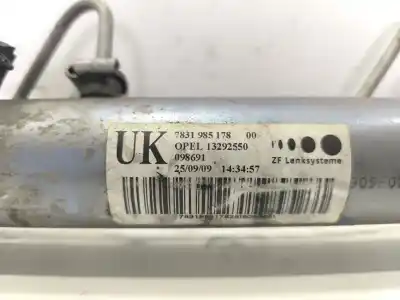 UK
7831 985 178 00
OPEL 13292550
098691
25/09/09 14:34:57
ZF Lenksysteme